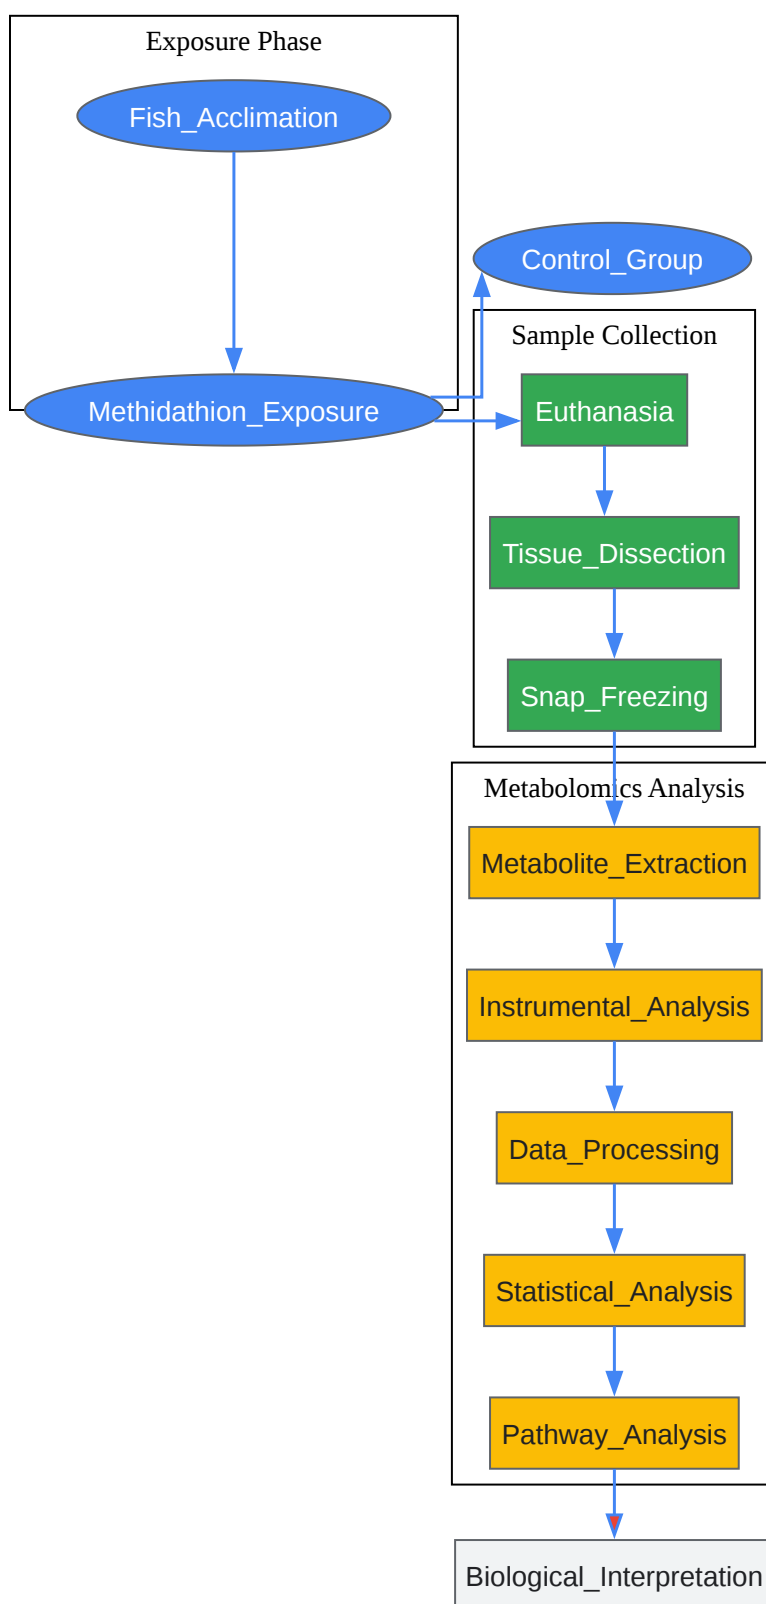 Exposure Phase
Fish_Acclimation
Control_Group
Sample Collection
Methidathion_Exposure
Euthanasia
Tissue_Dissection
Snap_Freezing
Metabolomics Analysis
Metabolite_Extraction
Instrumental_Analysis
Data_Processing
Statistical_Analysis
Pathway_Analysis
Biological_Interpretation